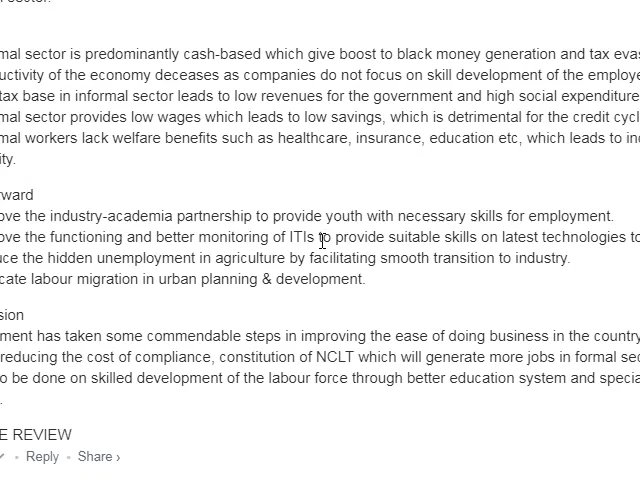 mal sector is predominantly cash-based which give boost to black money generation and tax evas
uctivity of the economy deceases as companies do not focus on skill development of the employe
tax base in informal sector leads to low revenues for the government and high social expenditure
mal sector provides low wages which leads to low savings, which is detrimental for the credit cycl
mal workers lack welfare benefits such as healthcare, insurance, education etc, which leads to in
ity.
rward
ove the industry-academia partnership to provide youth with necessary skills for employment.
ove the functioning and better monitoring of ITIs to provide suitable skills on latest technologies to
uce the hidden unemployment in agriculture by facilitating smooth transition to industry.
cate labour migration in urban planning & development.
sion
ment has taken some commendable steps in improving the ease of doing business in the country
reducing the cost of compliance, constitution of NCLT which will generate more jobs in formal sec
o be done on skilled development of the labour force through better education system and specia
.
E REVIEW
• Reply • Share ›